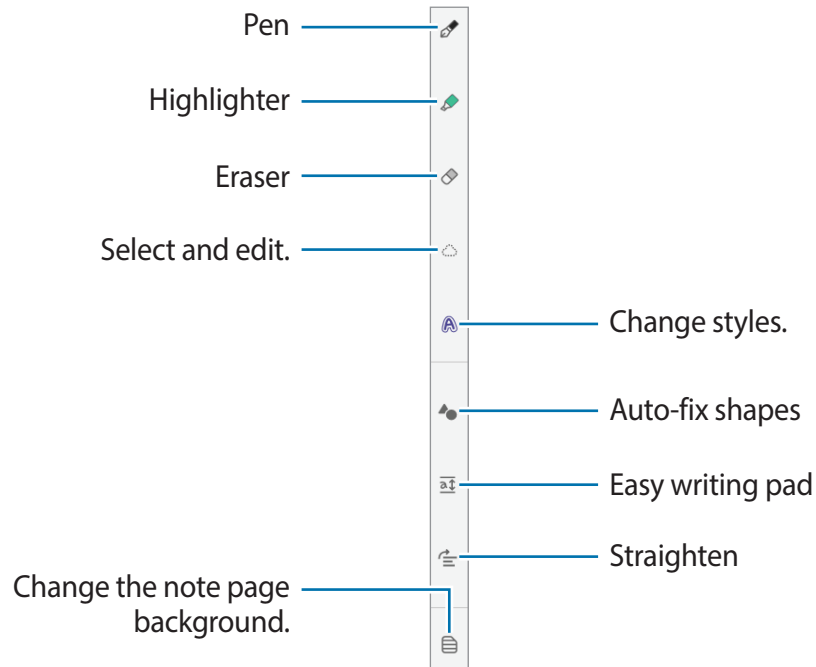 Pen
Highlighter
Eraser
Select and edit.
Change styles.
Auto-fix shapes
Easy writing pad
Straighten
Change the note page
background.